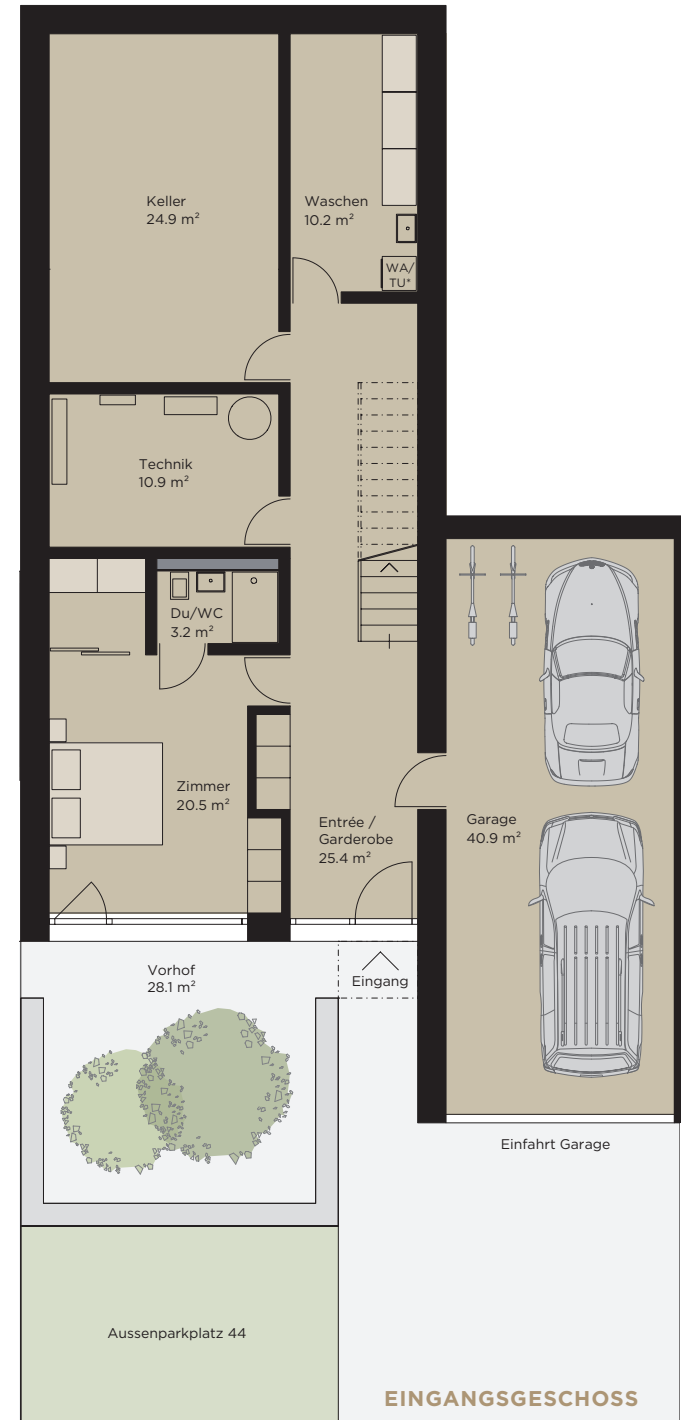 Keller
24.9 m²
Waschen
10.2 m²
WA/
TU*
Technik
10.9 m²
Du/WC
3.2 m²
Zimmer
20.5 m²
Entrée /
Garderobe
25.4 m²
Garage
40.9 m²
Vorhof
28.1 m²
Eingang
Einfahrt Garage
Aussenparkplatz 44
EINGANGSGESCHOSS